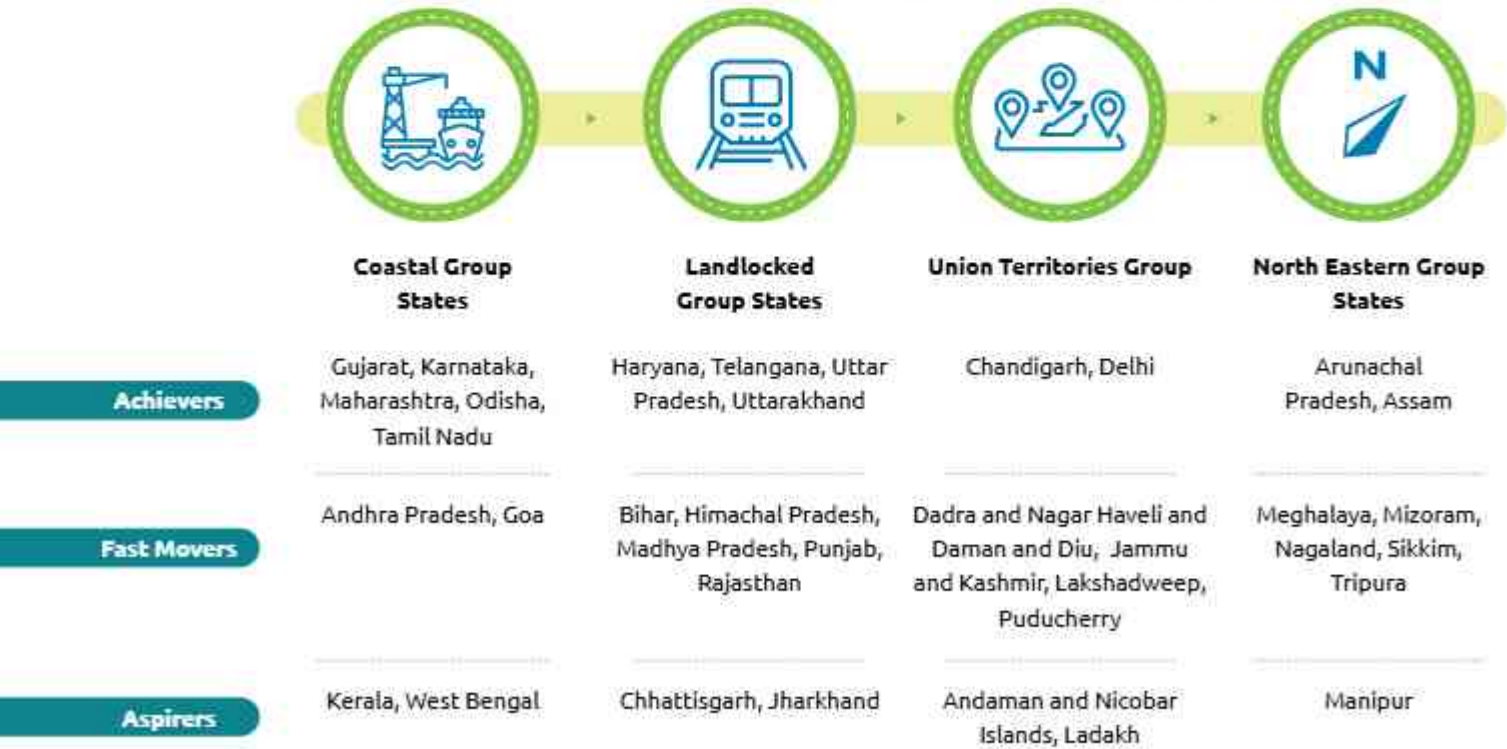 N
Coastal Group
States
Landlocked
Group States
Union Territories Group
North Eastern Group
States
Achievers
Gujarat, Karnataka,
Maharashtra, Odisha,
Tamil Nadu
Haryana, Telangana, Uttar
Pradesh, Uttarakhand
Chandigarh, Delhi
Arunachal
Pradesh, Assam
Fast Movers
Andhra Pradesh, Goa
Bihar, Himachal Pradesh,
Madhya Pradesh, Punjab,
Rajasthan
Dadra and Nagar Haveli and
Daman and Diu, Jammu
and Kashmir, Lakshadweep,
Puducherry
Meghalaya, Mizoram,
Nagaland, Sikkim,
Tripura
Aspirers
Kerala, West Bengal
Chhattisgarh, Jharkhand
Andaman and Nicobar
Islands, Ladakh
Manipur